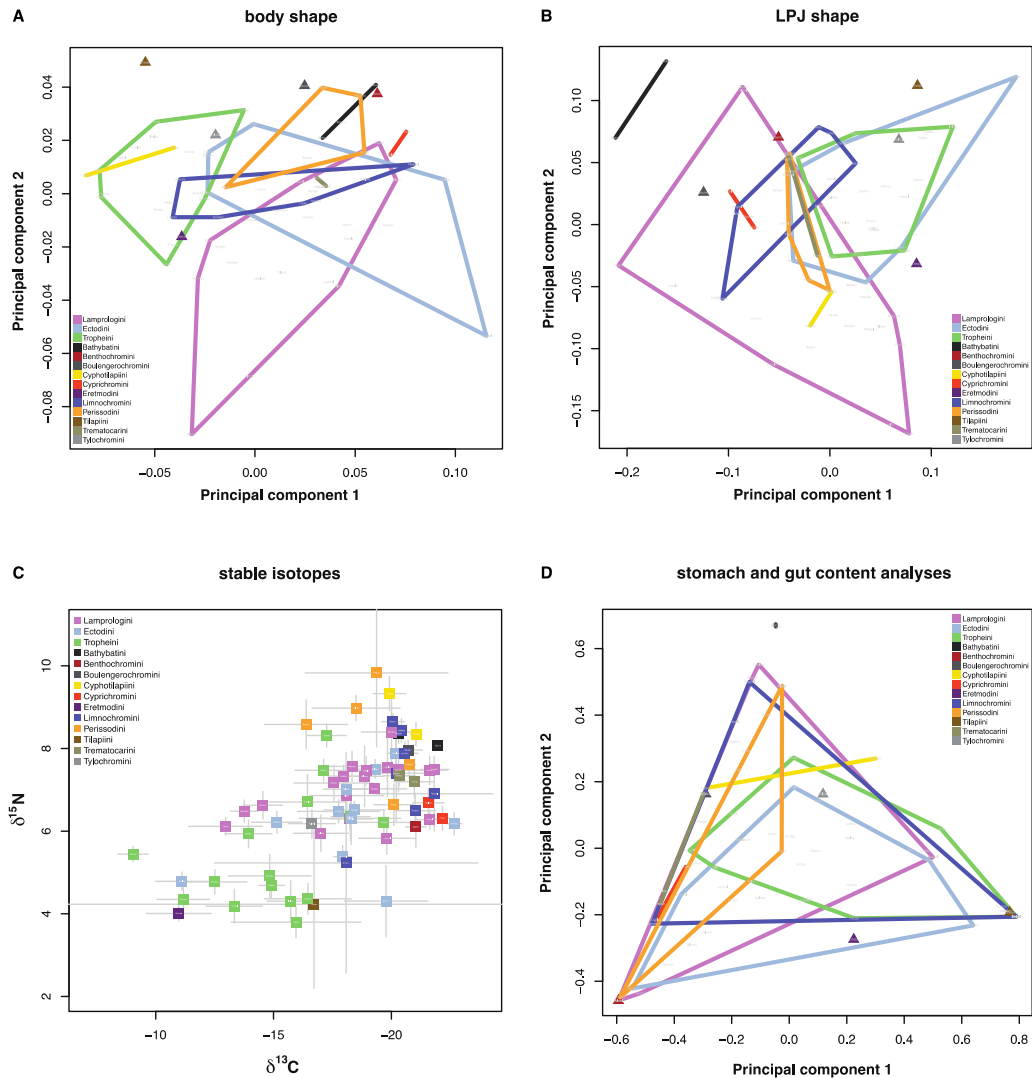 A
body shape
Principal component 2
0.04
0.02
0.00
−0.02
−0.04
−0.06
−0.08
Lamprologini
Ectodini
Tropheini
Bathybatini
Benthochromini
Boulengerochromini
Cyphotilapiini
Cyprichromini
Eretmodini
Limnochromini
Perissodini
Tilapiini
Trematocarini
Tylochromini
−0.05
0.00
0.05
0.10
Principal component 1
B
LPJ shape
Principal component 2
0.10
0.05
0.00
−0.05
−0.10
−0.15
Lamprologini
Ectodini
Tropheini
Bathybatini
Benthochromini
Boulengerochromini
Cyphotilapiini
Cyprichromini
Eretmodini
Limnochromini
Perissodini
Tilapiini
Trematocarini
Tylochromini
−0.2
−0.1
0.0
0.1
Principal component 1
C
stable isotopes
δ15N
10
8
6
4
2
Lamprologini
Ectodini
Tropheini
Bathybatini
Benthochromini
Boulengerochromini
Cyphotilapiini
Cyprichromini
Eretmodini
Limnochromini
Perissodini
Tilapiini
Trematocarini
Tylochromini
−10
−15
−20
δ13C
D
stomach and gut content analyses
Principal component 2
0.6
0.4
0.2
0.0
−0.2
−0.4
Lamprologini
Ectodini
Tropheini
Bathybatini
Benthochromini
Boulengerochromini
Cyphotilapiini
Cyprichromini
Eretmodini
Limnochromini
Perissodini
Tilapiini
Trematocarini
Tylochromini
−0.6
−0.4
−0.2
0.0
0.2
0.4
0.6
0.8
Principal component 1